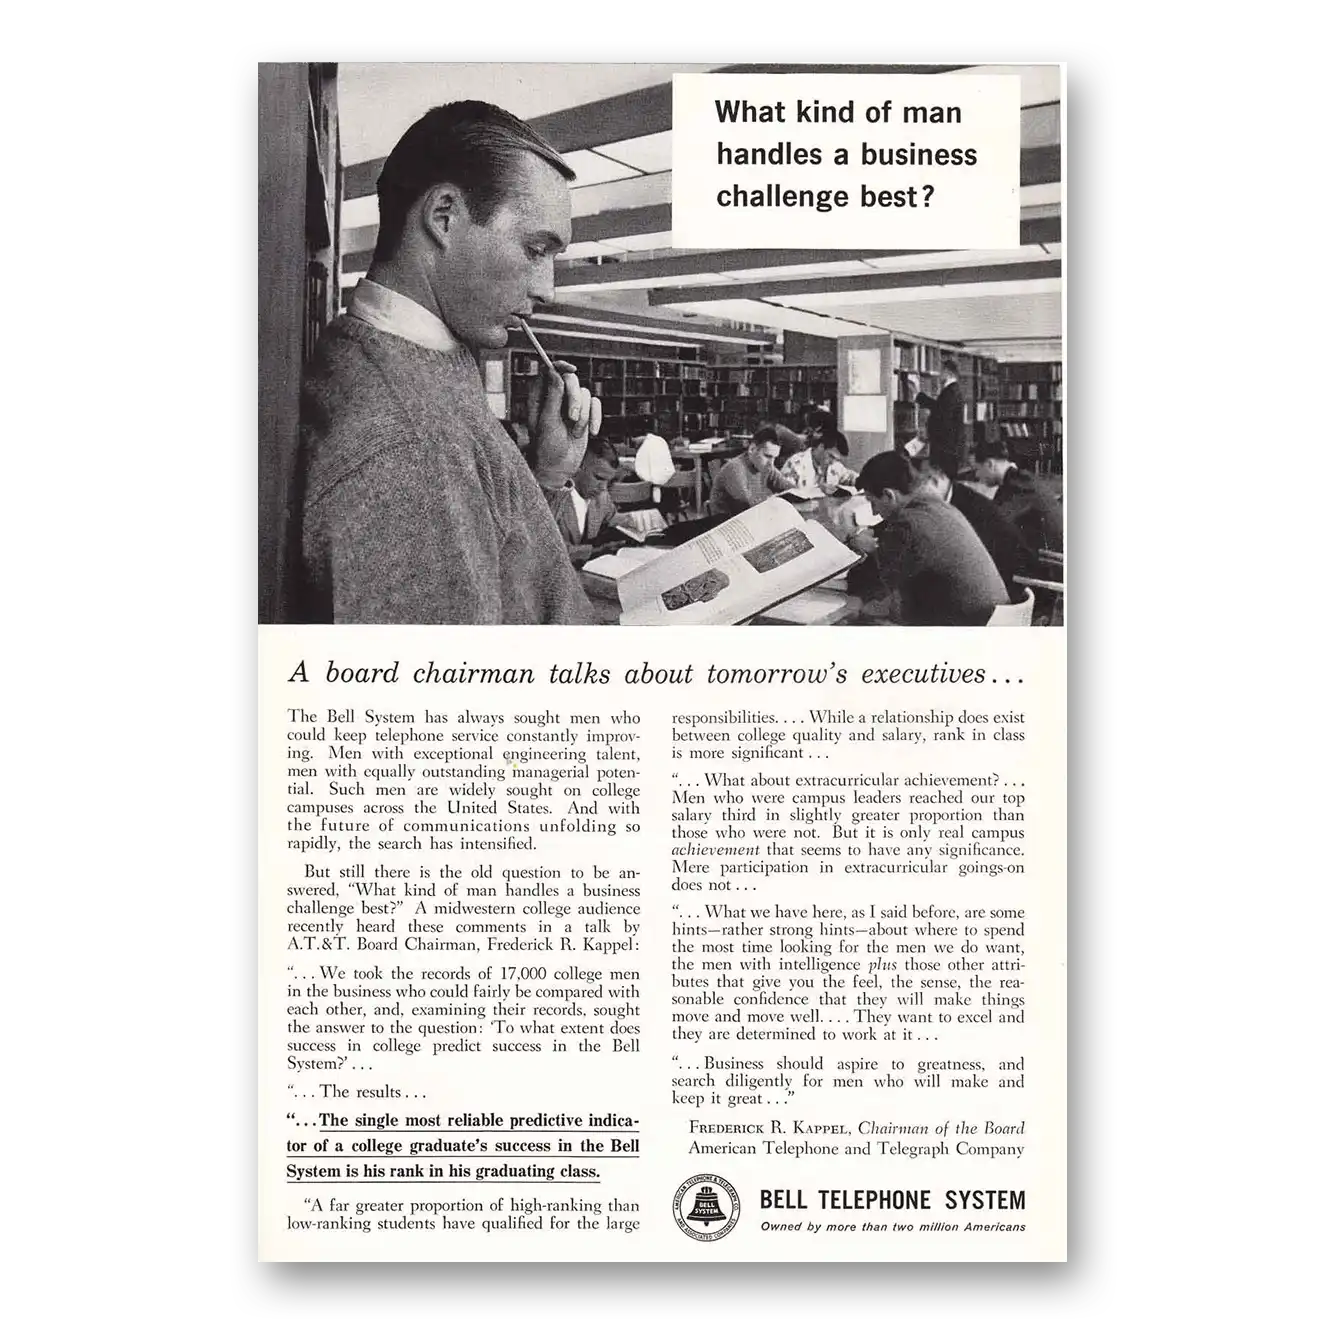 What kind of man
handles a business
challenge best?
A board chairman talks about tomorrow's executives...
The Bell System has always sought men who
could keep telephone service constantly improv-
ing. Men with exceptional engineering talent,
men with equally outstanding managerial poten-
tial. Such men are widely sought on college
campuses across the United States. And with
the future of communications unfolding so
rapidly, the search has intensified.
But still there is the old question to be an-
swered, "What kind of man handles a business
challenge best?" A midwestern college audience
recently heard these comments in a talk by
A.T.&T. Board Chairman, Frederick R. Kappel:
"...We took the records of 17,000 college men
in the business who could fairly be compared with
each other, and, examining their records, sought
the answer to the question: 'To what extent does
success in college predict success in the Bell
System?'...
"...The results...
"...The single most reliable predictive indica-
tor of a college graduate's success in the Bell
System is his rank in his graduating class.
"A far greater proportion of high-ranking than
low-ranking students have qualified for the large
responsibilities....While a relationship does exist
between college quality and salary, rank in class
is more significant...
"...What about extracurricular achievement?...
Men who were campus leaders reached our top
salary third in slightly greater proportion than
those who were not. But it is only real campus
achievement that seems to have any significance.
Mere participation in extracurricular goings-on
does not...
"...What we have here, as I said before, are some
hints—rather strong hints—about where to spend
the most time looking for the men we do want,
the men with intelligence plus those other attri-
butes that give you the feel, the sense, the rea-
sonable confidence that they will make things
move and move well....They want to excel and
they are determined to work at it...
"...Business should aspire to greatness, and
search diligently for men who will make and
keep it great..."
FREDERICK R. KAPPEL, Chairman of the Board
American Telephone and Telegraph Company
AMERICAN TELEPHONE & TELEGRAPH CO.
AND ASSOCIATED COMPANIES
BELL
SYSTEM
BELL TELEPHONE SYSTEM
Owned by more than two million Americans